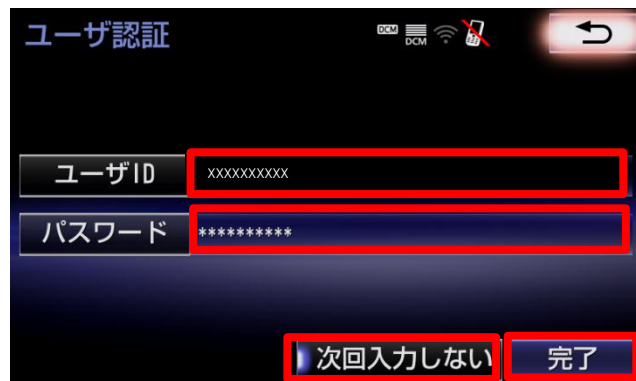 ユーザ認証
DCM
DCM
ユーザID
xxxxxxxxxx
パスワード
**********
次回入力しない
完了